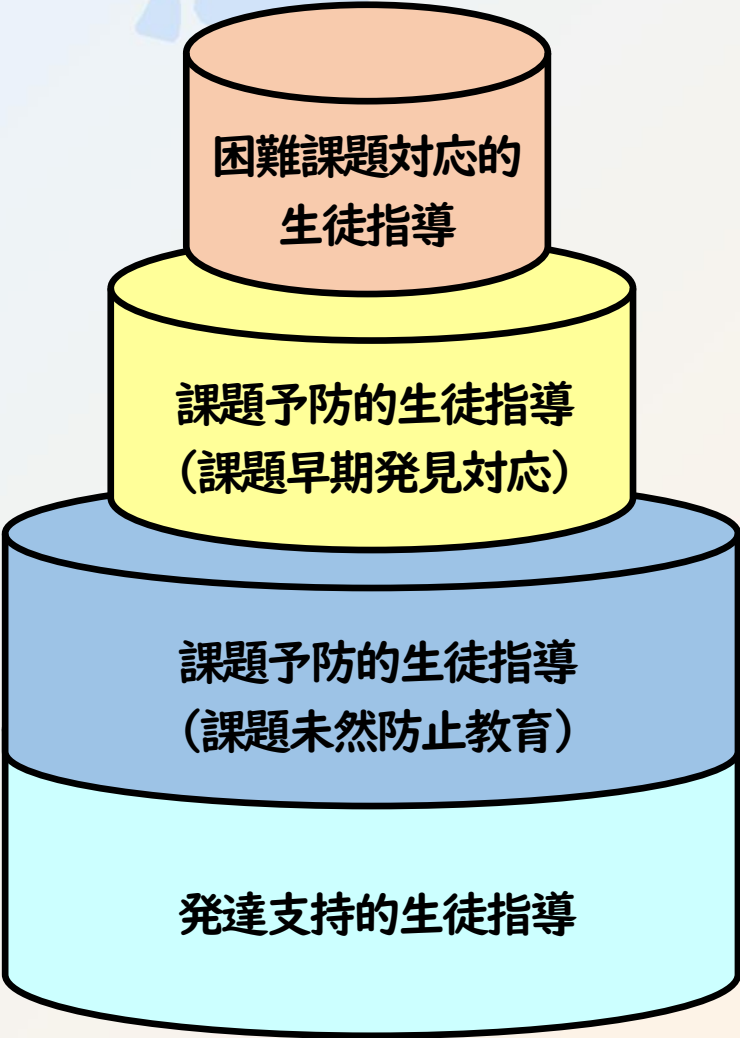 困難課題対応的
生徒指導
課題予防的生徒指導
（課題早期発見対応）
課題予防的生徒指導
（課題未然防止教育）
発達支持的生徒指導